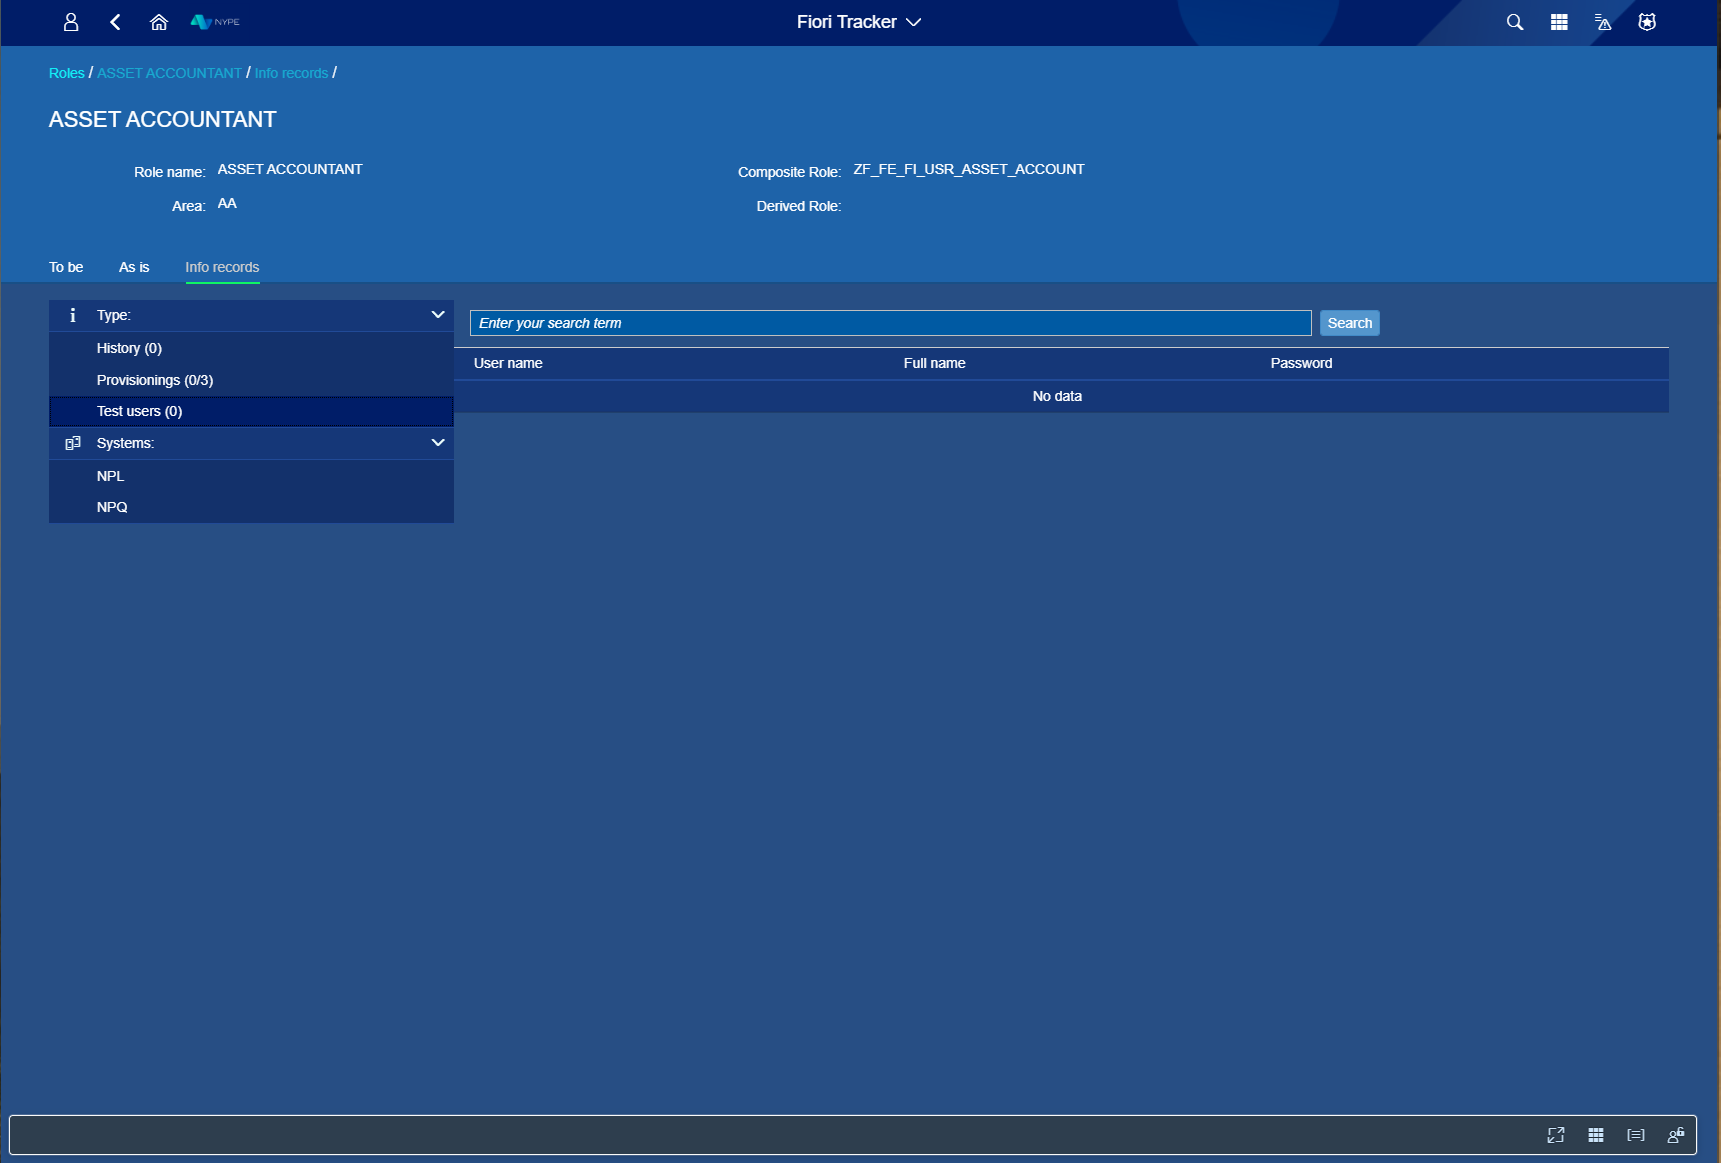 NYPE
Fiori Tracker
Roles / ASSET ACCOUNTANT / Info records /
ASSET ACCOUNTANT
Role name: ASSET ACCOUNTANT
Composite Role: ZF_FE_FI_USR_ASSET_ACCOUNT
Area: AA
Derived Role:
To be As is Info records
Type:
History (0)
Provisionings (0/3)
Test users (0)
Systems:
NPL
NPQ
Enter your search term Search
User name Full name Password
No data